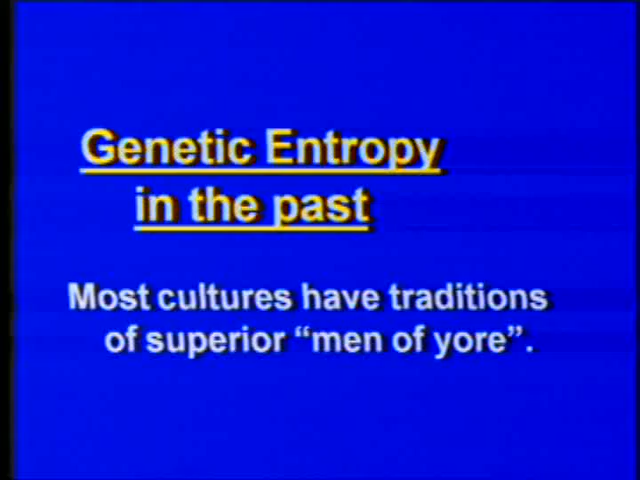 Genetic Entropy
in the past
Most cultures have traditions
of superior “men of yore”.